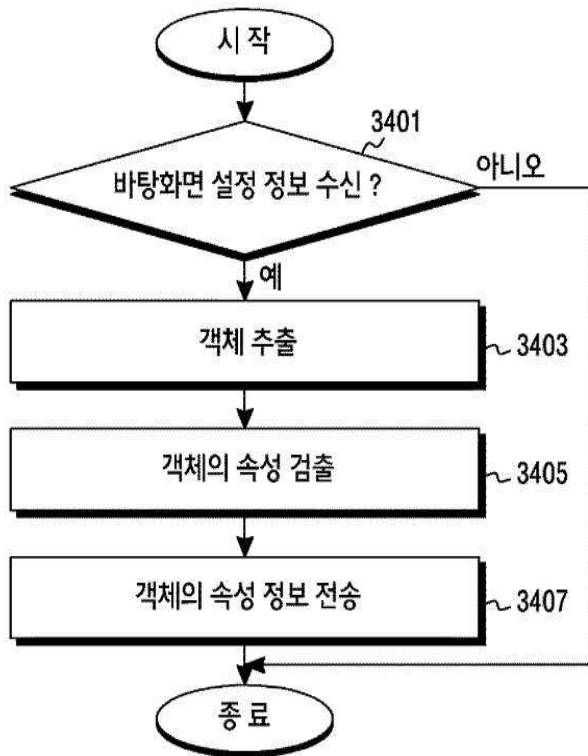 시 작
3401
바탕화면 설정 정보 수신 ?
아니오
예
객체 추출
3403
객체의 속성 검출
3405
객체의 속성 정보 전송
3407
종 료